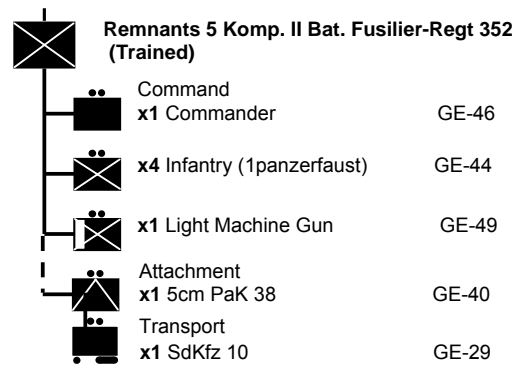 Remnants 5 Komp. II Bat. Fusilier-Regt 352
(Trained)
Command
x1 Commander GE-46
x4 Infantry (1panzerfaust) GE-44
x1 Light Machine Gun GE-49
Attachment
x1 5cm PaK 38 GE-40
Transport
x1 SdKfz 10 GE-29